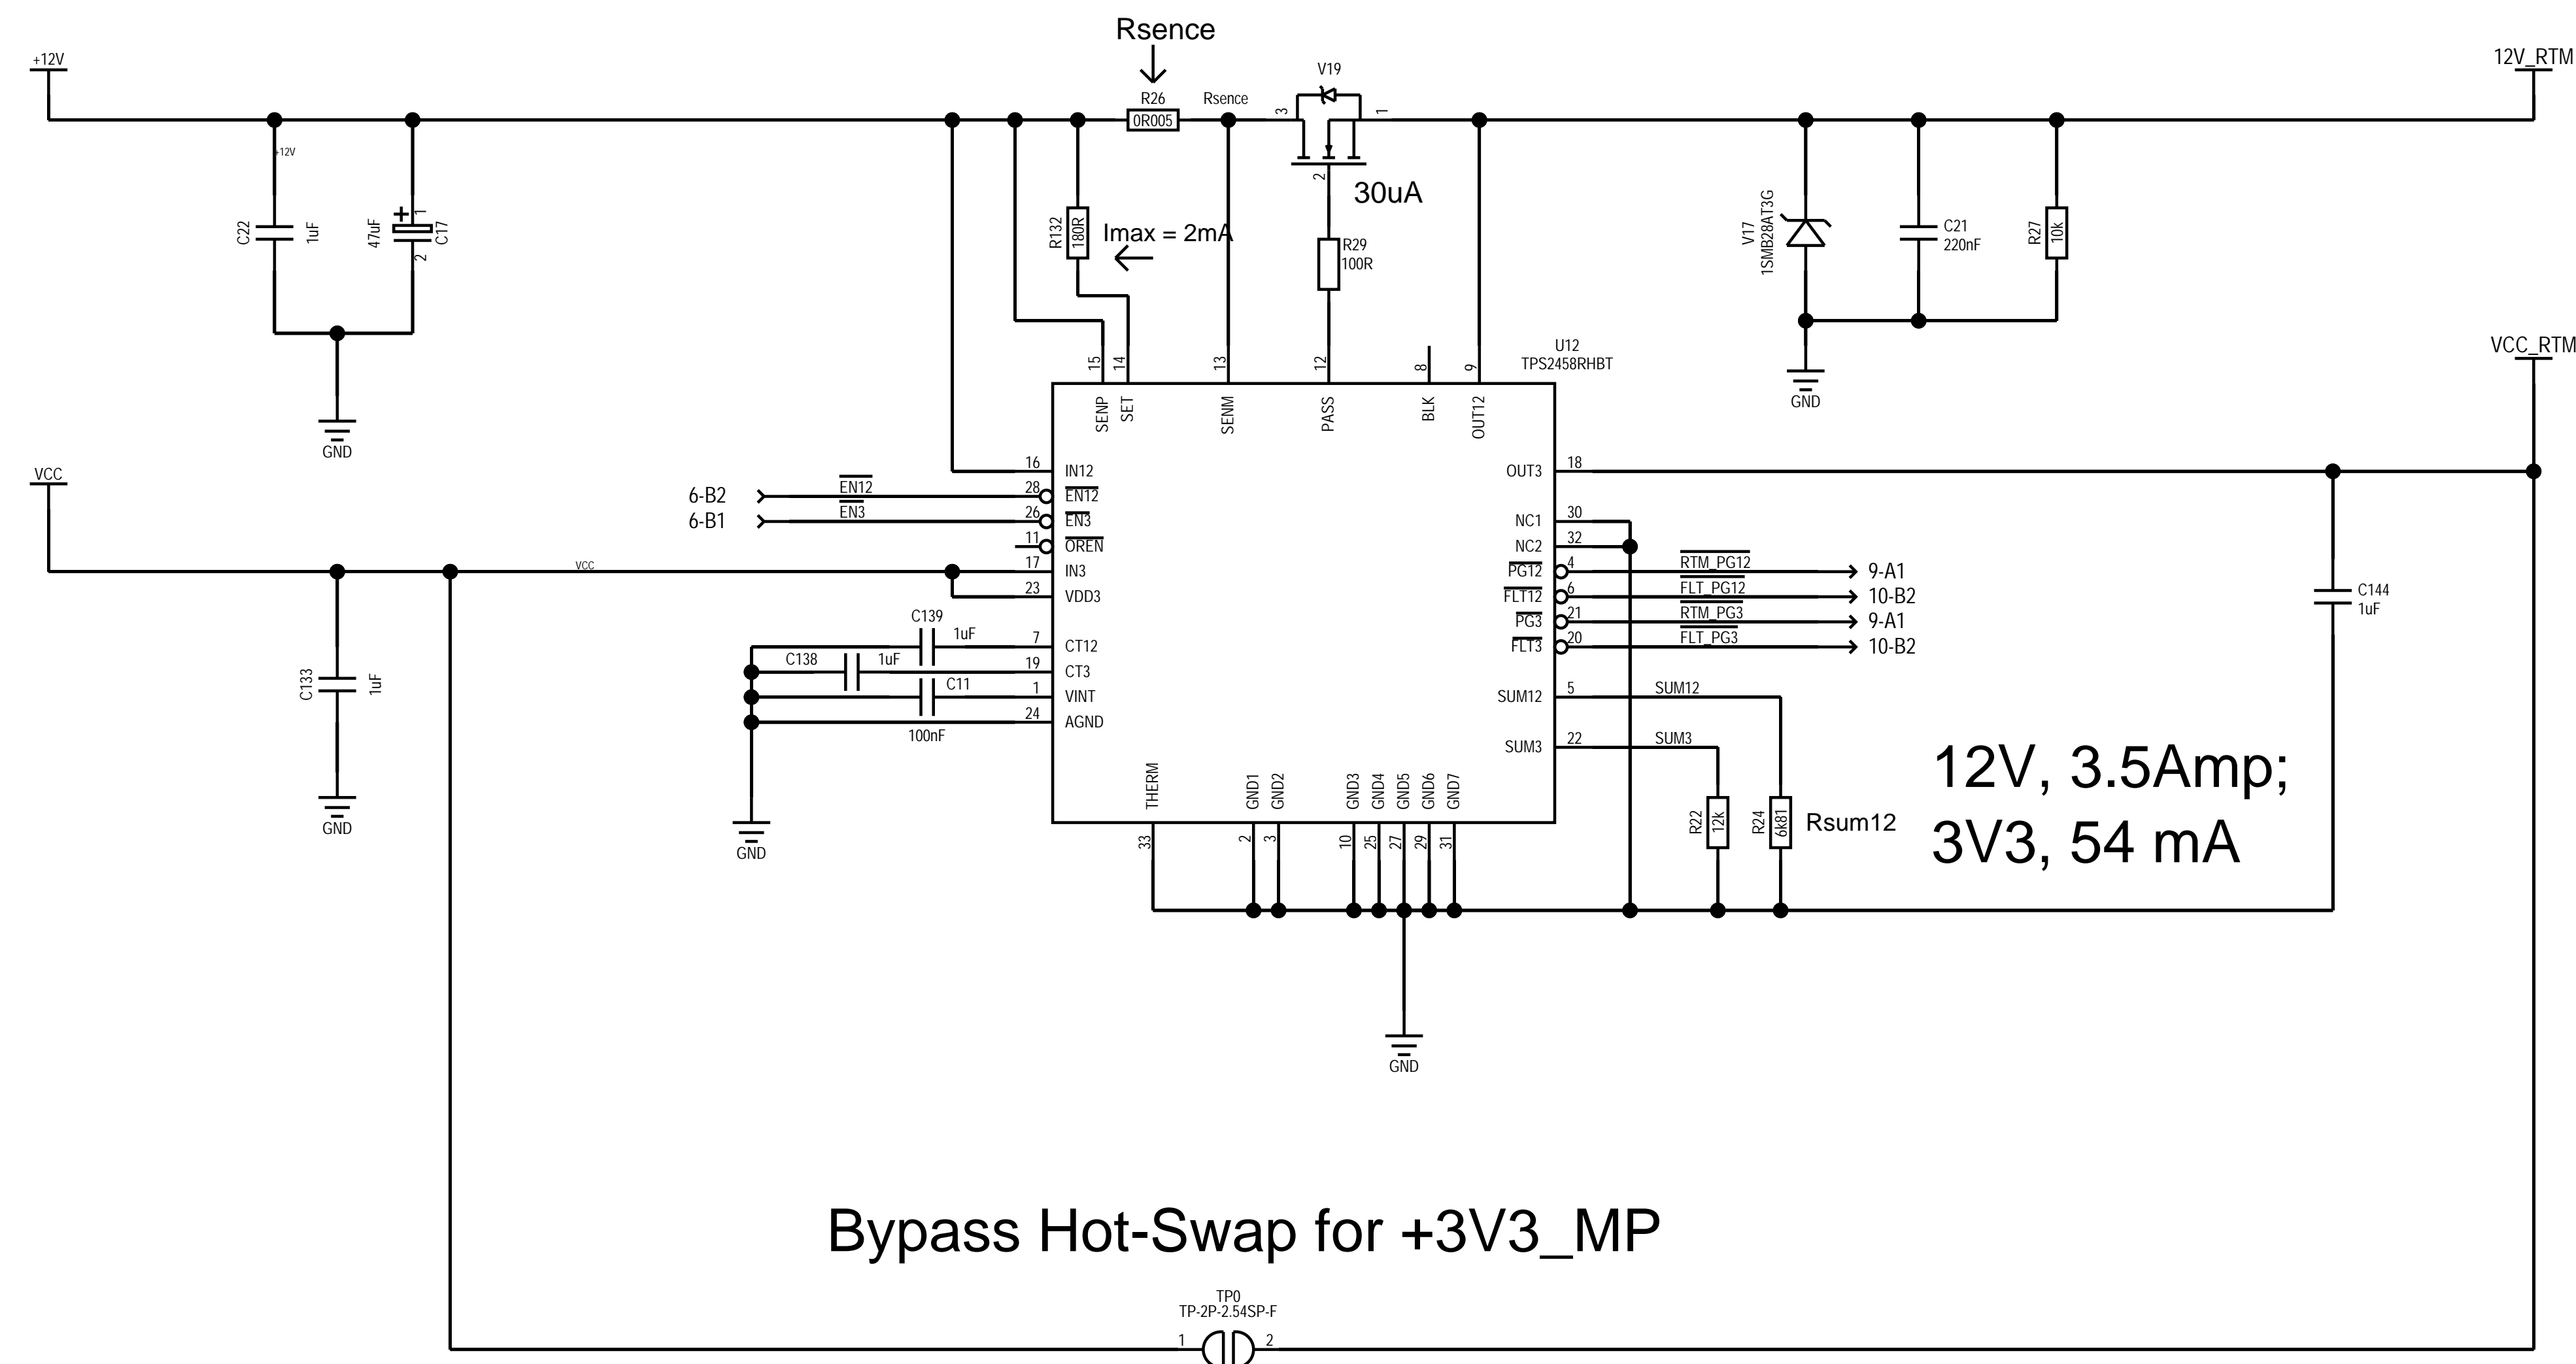 Rsence
+12V
V19
12V_RTM
R26
0R005
Rsence
3
1
+12V
2
30uA
C22
1uF
47uF
+
1
C17
2
R132
180R
Imax = 2mA
R29
100R
V17
1SMB28AT3G
C21
220nF
R27
10k
GND
GND
U12
TPS2458RHBT
VCC_RTM
15
14
13
12
8
9
SENP
SET
SENM
PASS
BLK
OUT12
VCC
16
IN12
OUT3
18
6-B2
EN12
28
EN12
6-B1
EN3
26
EN3
NC1
30
11
OREN
NC2
32
VCC
17
IN3
PG12
4
RTM_PG12
9-A1
23
VDD3
FLT12
6
FLT_PG12
10-B2
PG3
21
RTM_PG3
9-A1
C139
1uF
7
CT12
FLT3
20
FLT_PG3
10-B2
C144
1uF
C138
1uF
19
CT3
C133
1uF
C11
1
VINT
SUM12
5
SUM12
24
AGND
100nF
SUM3
22
SUM3
THERM
GND1
GND2
GND3
GND4
GND5
GND6
GND7
33
2
3
10
25
27
29
31
R22
12k
R24
6k81
Rsum12
12V, 3.5Amp;
3V3, 54 mA
GND
GND
GND
Bypass Hot-Swap for +3V3_MP
TP0
TP-2P-2.54SP-F
1
2